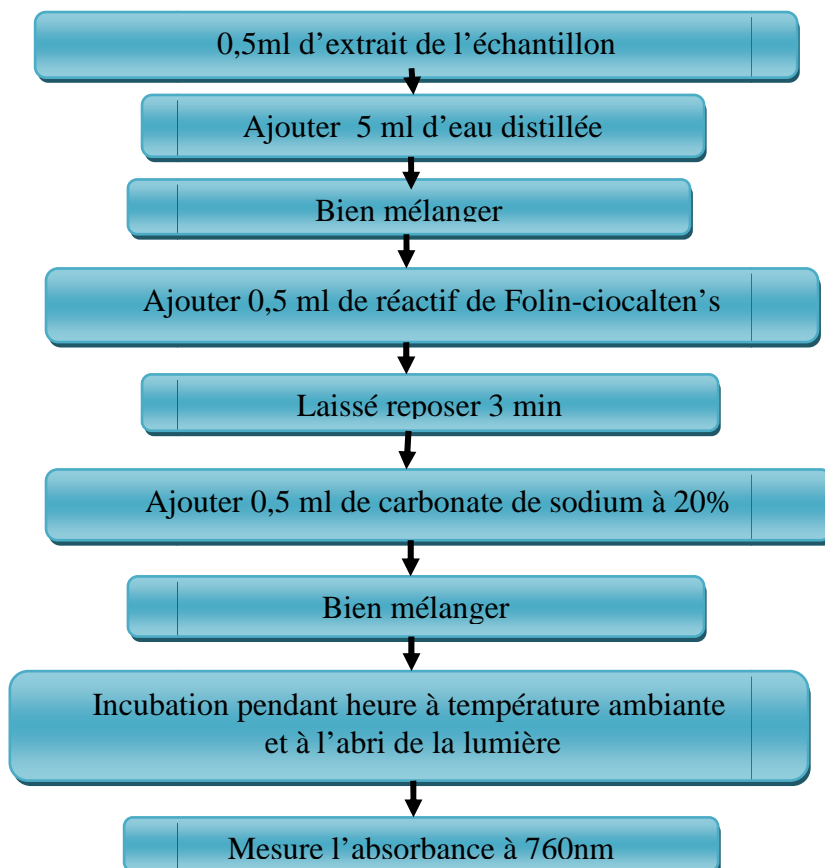 0,5ml d’extrait de l’échantillon
Ajouter 5 ml d’eau distillée
Bien mélanger
Ajouter 0,5 ml de réactif de Folin-ciocalten’s
Laissé reposer 3 min
Ajouter 0,5 ml de carbonate de sodium à 20%
Bien mélanger
Incubation pendant heure à température ambiante
et à l’abri de la lumière
Mesure l’absorbance à 760nm